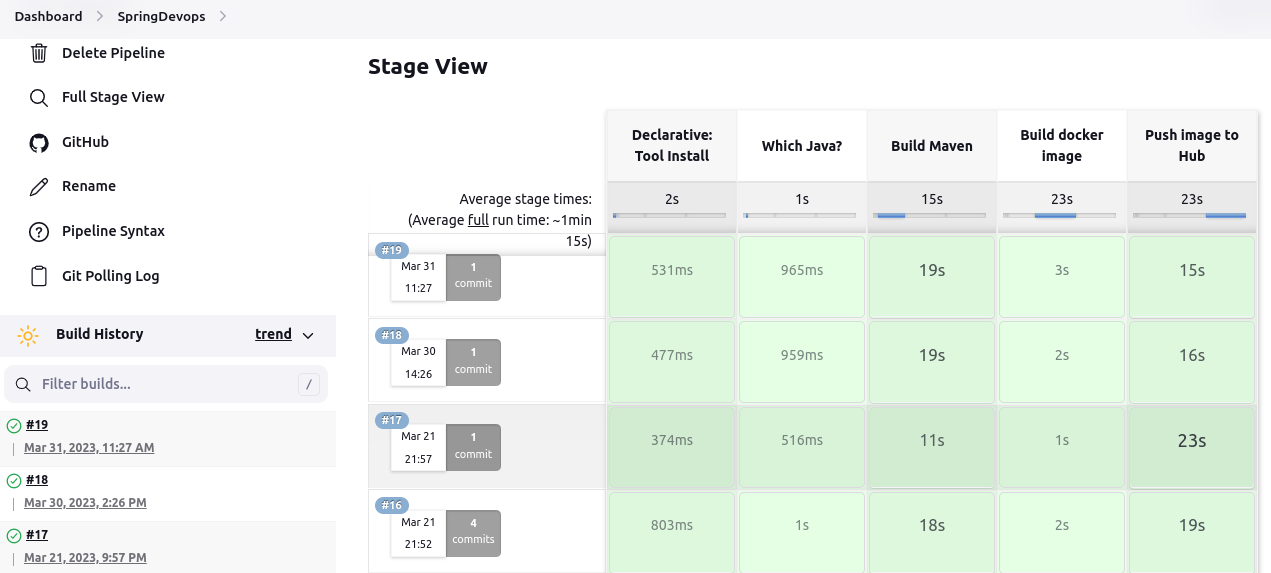 Dashboard > SpringDevops >
Delete Pipeline
Full Stage View
GitHub
Rename
Pipeline Syntax
Git Polling Log
Build History
trend
Filter builds...
/
#19
Mar 31, 2023, 11:27 AM
#18
Mar 30, 2023, 2:26 PM
#17
Mar 21, 2023, 9:57 PM
Stage View
Declarative:
Tool Install
Which Java?
Build Maven
Build docker
image
Push image to
Hub
Average stage times:
(Average full run time: ~1min
15s)
2s
1s
15s
23s
23s
#19
Mar 31
11:27
1
commit
531ms
965ms
19s
3s
15s
#18
Mar 30
14:26
1
commit
477ms
959ms
19s
2s
16s
#17
Mar 21
21:57
1
commit
374ms
516ms
11s
1s
23s
#16
Mar 21
21:52
4
commits
803ms
1s
18s
2s
19s